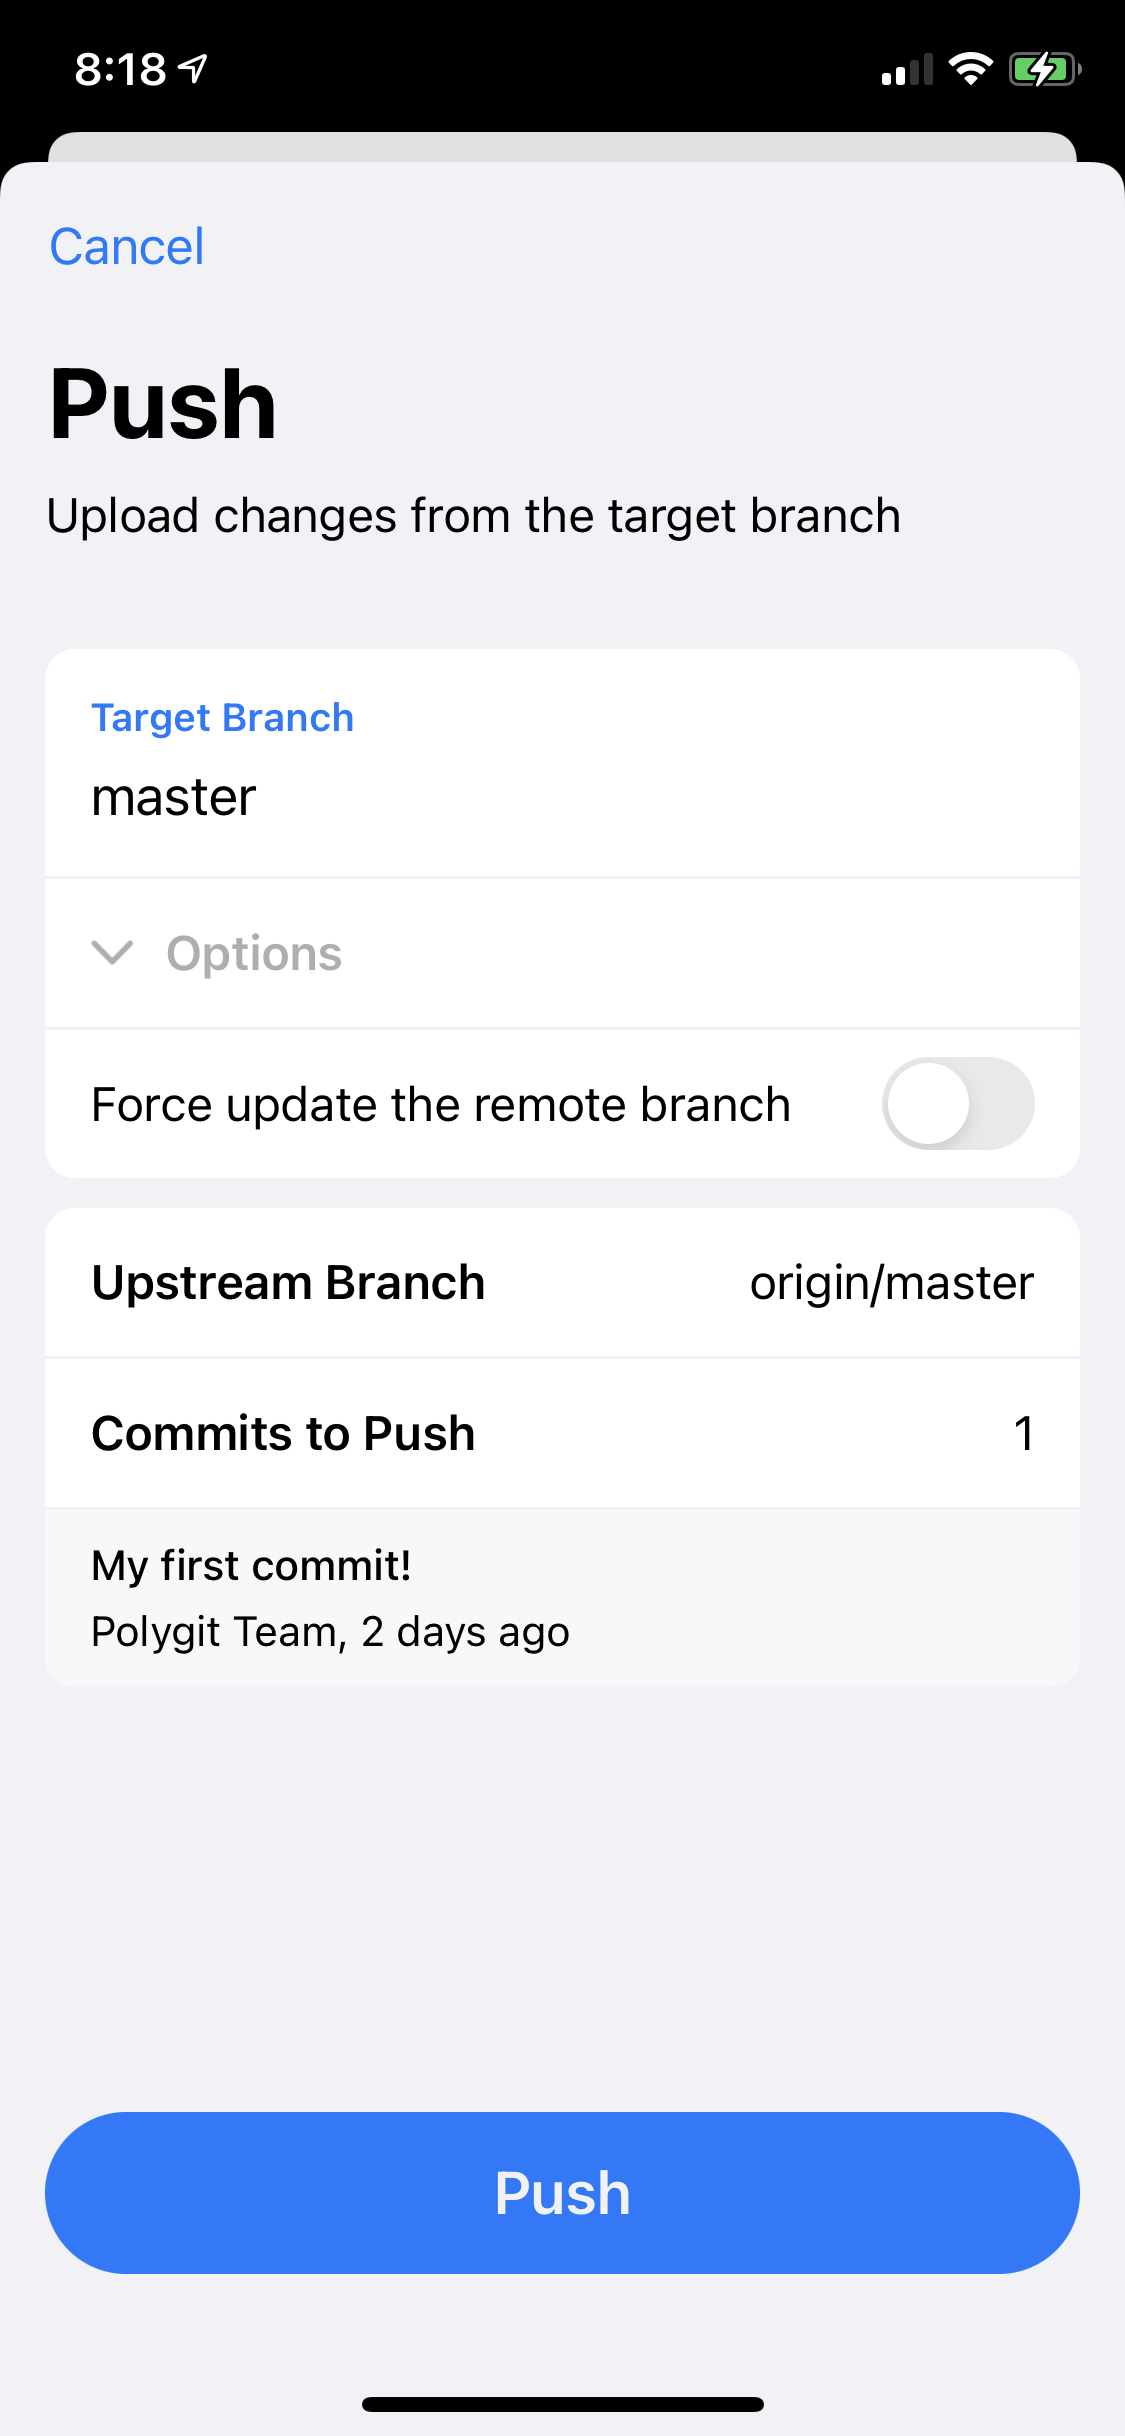 8:18
Cancel
Push
Upload changes from the target branch
Target Branch
master
Options
Force update the remote branch
Upstream Branch origin/master
Commits to Push 1
My first commit!
Polygit Team, 2 days ago
Push